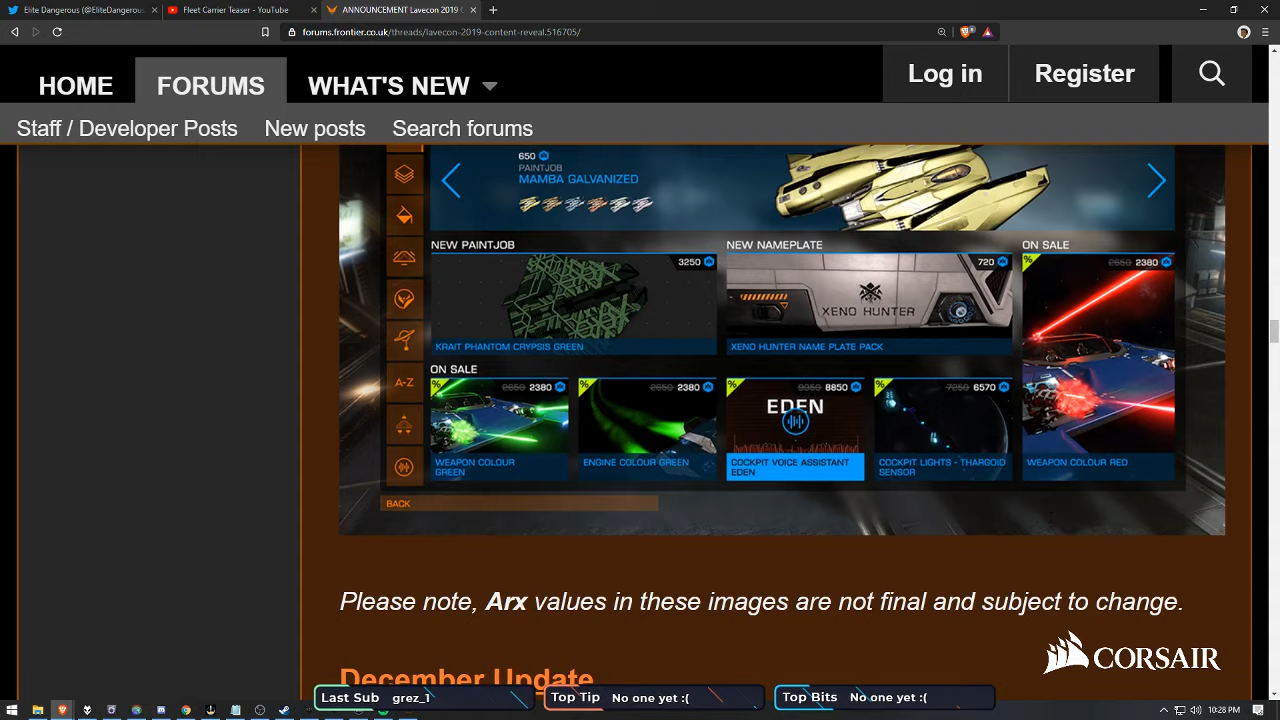 Elite Dangerous (@EliteDangerous
Fleet Carrier Teaser - YouTube
ANNOUNCEMENT Lavecon 2019 C
forums.frontier.co.uk/threads/lavecon-2019-content-reveal.516705/
HOME
FORUMS
WHAT'S NEW
Log in
Register
Staff / Developer Posts
New posts
Search forums
650
PAINTJOB
MAMBA GALVANIZED
NEW PAINTJOB
NEW NAMEPLATE
ON SALE
3250
720
% 2650 2380
XENO HUNTER
KRAIT PHANTOM CRYPSIS GREEN
XENO HUNTER NAME PLATE PACK
ON SALE
% 2650 2380
% 2650 2380
% 9350 8850
% 7250 6570
A-Z
EDEN
WEAPON COLOUR
GREEN
ENGINE COLOUR GREEN
COCKPIT VOICE ASSISTANT
EDEN
COCKPIT LIGHTS - THARGOID
SENSOR
WEAPON COLOUR RED
BACK
Please note, Arx values in these images are not final and subject to change.
CORSAIR
December Update
Last Sub grez_1
Top Tip No one yet :(
Top Bits No one yet :(
10:28 PM